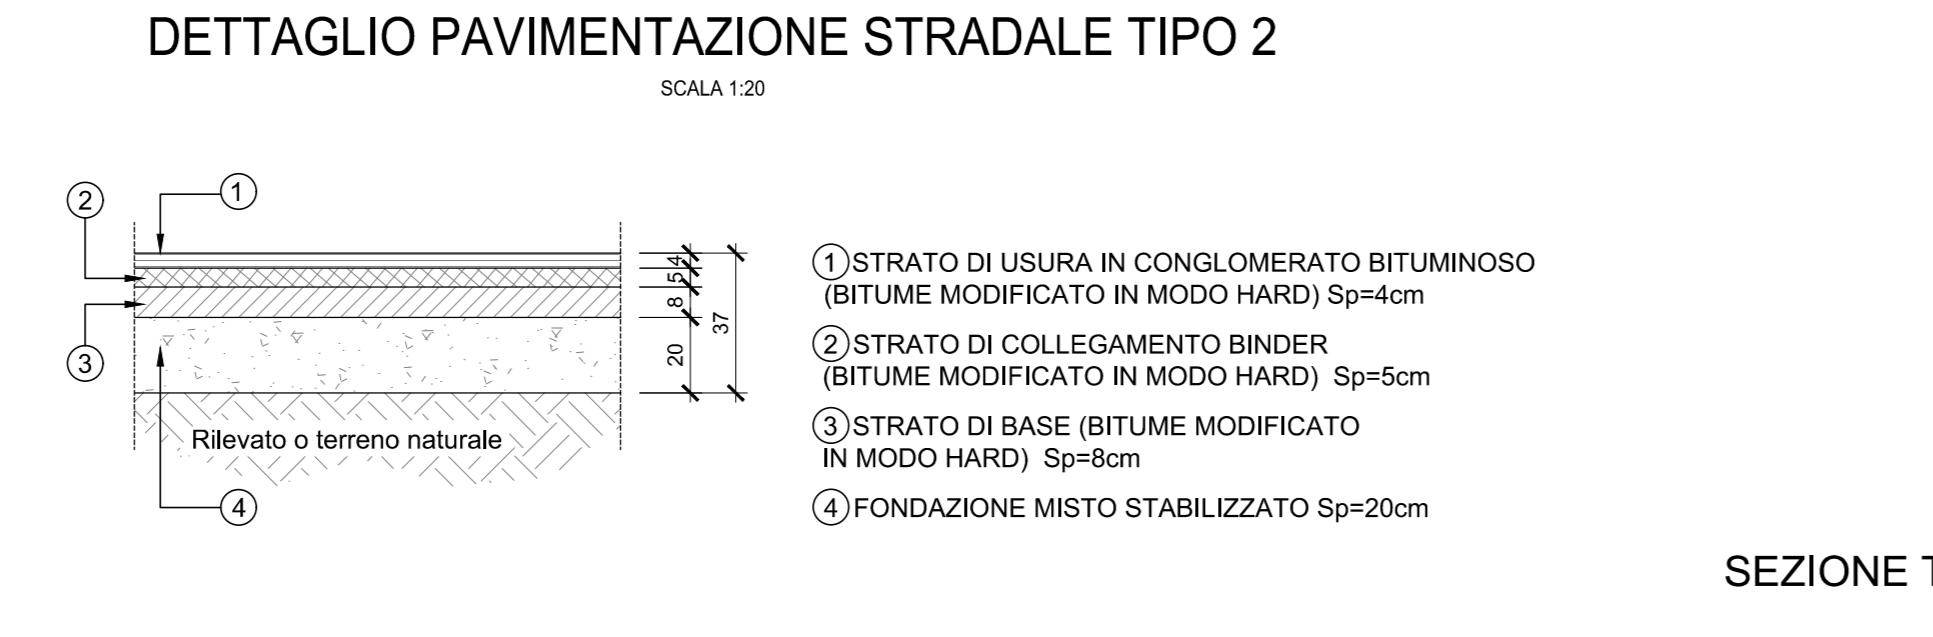 DETTAGLIO PAVIMENTAZIONE STRADALE TIPO 2
SCALA 1:20
1
2
3
4
Rilevato o terreno naturale
4
5
8
20
37
1 STRATO DI USURA IN CONGLOMERATO BITUMINOSO
(BITUME MODIFICATO IN MODO HARD) Sp=4cm
2 STRATO DI COLLEGAMENTO BINDER
(BITUME MODIFICATO IN MODO HARD) Sp=5cm
3 STRATO DI BASE (BITUME MODIFICATO
IN MODO HARD) Sp=8cm
4 FONDAZIONE MISTO STABILIZZATO Sp=20cm
SEZIONE T